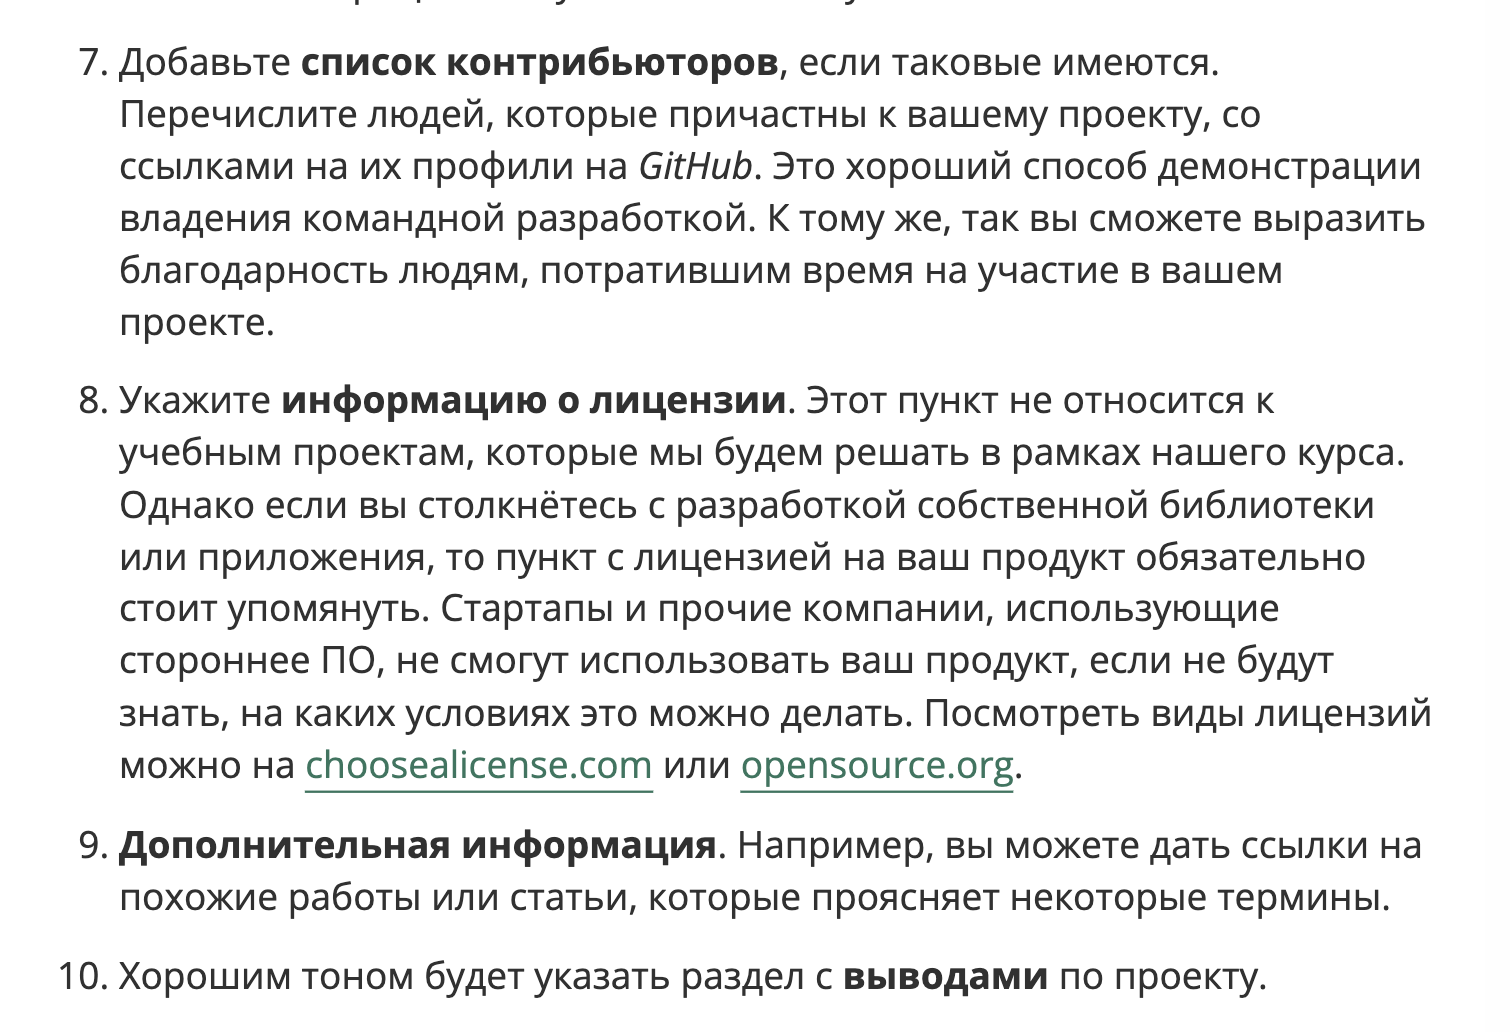 7. Добавьте список контрибьюторов, если таковые имеются.
Перечислите людей, которые причастны к вашему проекту, со
ссылками на их профили на GitHub. Это хороший способ демонстрации
владения командной разработкой. К тому же, так вы сможете выразить
благодарность людям, потратившим время на участие в вашем
проекте.
8. Укажите информацию о лицензии. Этот пункт не относится к
учебным проектам, которые мы будем решать в рамках нашего курса.
Однако если вы столкнётесь с разработкой собственной библиотеки
или приложения, то пункт с лицензией на ваш продукт обязательно
стоит упомянуть. Стартапы и прочие компании, использующие
стороннее ПО, не смогут использовать ваш продукт, если не будут
знать, на каких условиях это можно делать. Посмотреть виды лицензий
можно на choosealicense.com или opensource.org.
9. Дополнительная информация. Например, вы можете дать ссылки на
похожие работы или статьи, которые проясняет некоторые термины.
10. Хорошим тоном будет указать раздел с выводами по проекту.